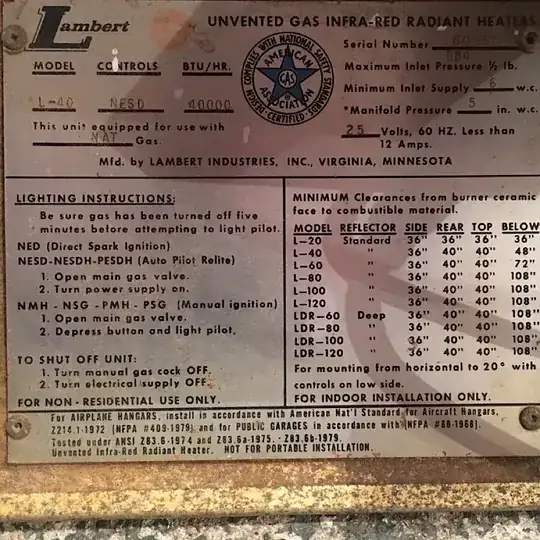 Lambert
UNVENTED GAS INFRA-RED RADIANT HEATERS
COMPLIES WITH NATIONAL SAFETY STANDARDS
DESIGN - CERTIFIED
AMERICAN GAS ASSOCIATION
Serial Number
Maximum Inlet Pressure ½ lb.
Minimum Inlet Supply 6 w.c.
*Manifold Pressure 5 in. w.c.
25 Volts, 60 HZ. Less than
12 Amps.
MODEL CONTROLS BTU/HR.
L-40 NESD 40000
This unit equipped for use with
NAT Gas.
Mfd. by LAMBERT INDUSTRIES, INC., VIRGINIA, MINNESOTA
LIGHTING INSTRUCTIONS:
Be sure gas has been turned off five
minutes before attempting to light pilot.
NED (Direct Spark Ignition)
NESD-NESDH-PESDH (Auto Pilot Relite)
1. Open main gas valve.
2. Turn power supply on.
NMH - NSG - PMH - PSG (Manual ignition)
1. Open main gas valve.
2. Depress button and light pilot.
TO SHUT OFF UNIT:
1. Turn manual gas cock OFF.
2. Turn electrical supply OFF.
FOR NON - RESIDENTIAL USE ONLY.
MINIMUM Clearances from burner ceramic
face to combustible material.
MODEL REFLECTOR SIDE REAR TOP BELOW
L-20 Standard 36" 36" 36" 36"
L-40 " 36" 40" 40" 48"
L-60 " 36" 40" 40" 72"
L-80 " 36" 40" 40" 108"
L-100 " 36" 40" 40" 108"
L-120 " 36" 40" 40" 108"
LDR-60 Deep 36" 40" 40" 108"
LDR-80 " 36" 40" 40" 108"
LDR-100 " 36" 40" 40" 108"
LDR-120 " 36" 40" 40" 108"
For mounting from horizontal to 20° with
controls on low side.
FOR INDOOR INSTALLATION ONLY.
For AIRPLANE HANGARS, install in accordance with American Nat'l Standard for Aircraft Hangars,
Z214.1-1972 (NFPA #409-1979) and for PUBLIC GARAGES in accordance with (NFPA #88-1968).
Tested under ANSI Z83.6-1974 and Z83.6a-1975. - Z83.6b-1979.
Unvented Infra-Red Radiant Heater. NOT FOR PORTABLE INSTALLATION.